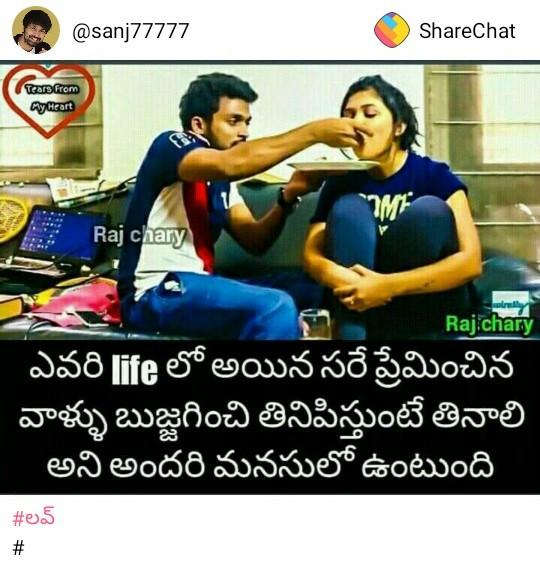 @sanj77777
ShareChat
Tears From
My Heart
Raj chary
Raj chary
ఎవరి life లో అయిన సరే ప్రేమించిన
వాళ్ళు బుజ్జగించి తినిపిస్తుంటే తినాలి
అని అందరి మనసులో ఉంటుంది
#లవ్
#